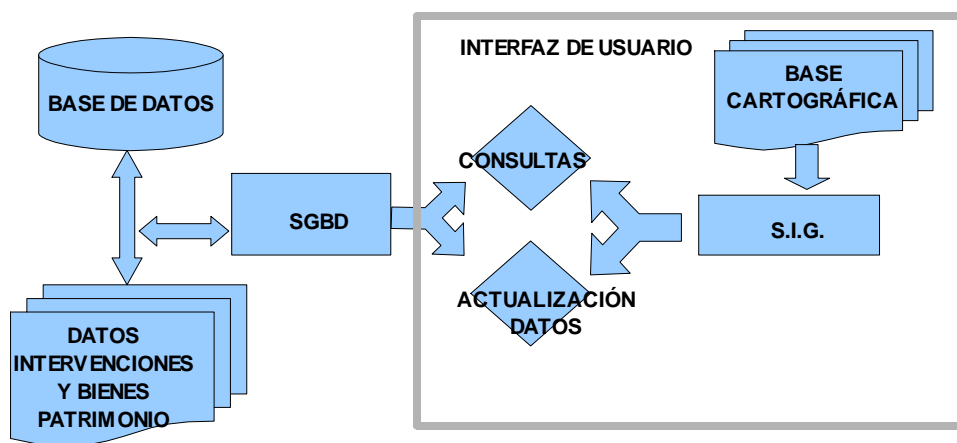 INTERFAZ DE USUARIO
BASE
CARTOGRÁFICA
BASE DE DATOS
CONSULTAS
SGBD
S.I.G.
ACTUALIZACIÓN
DATOS
DATOS
INTERVENCIONES
Y BIENES
PATRIMONIO